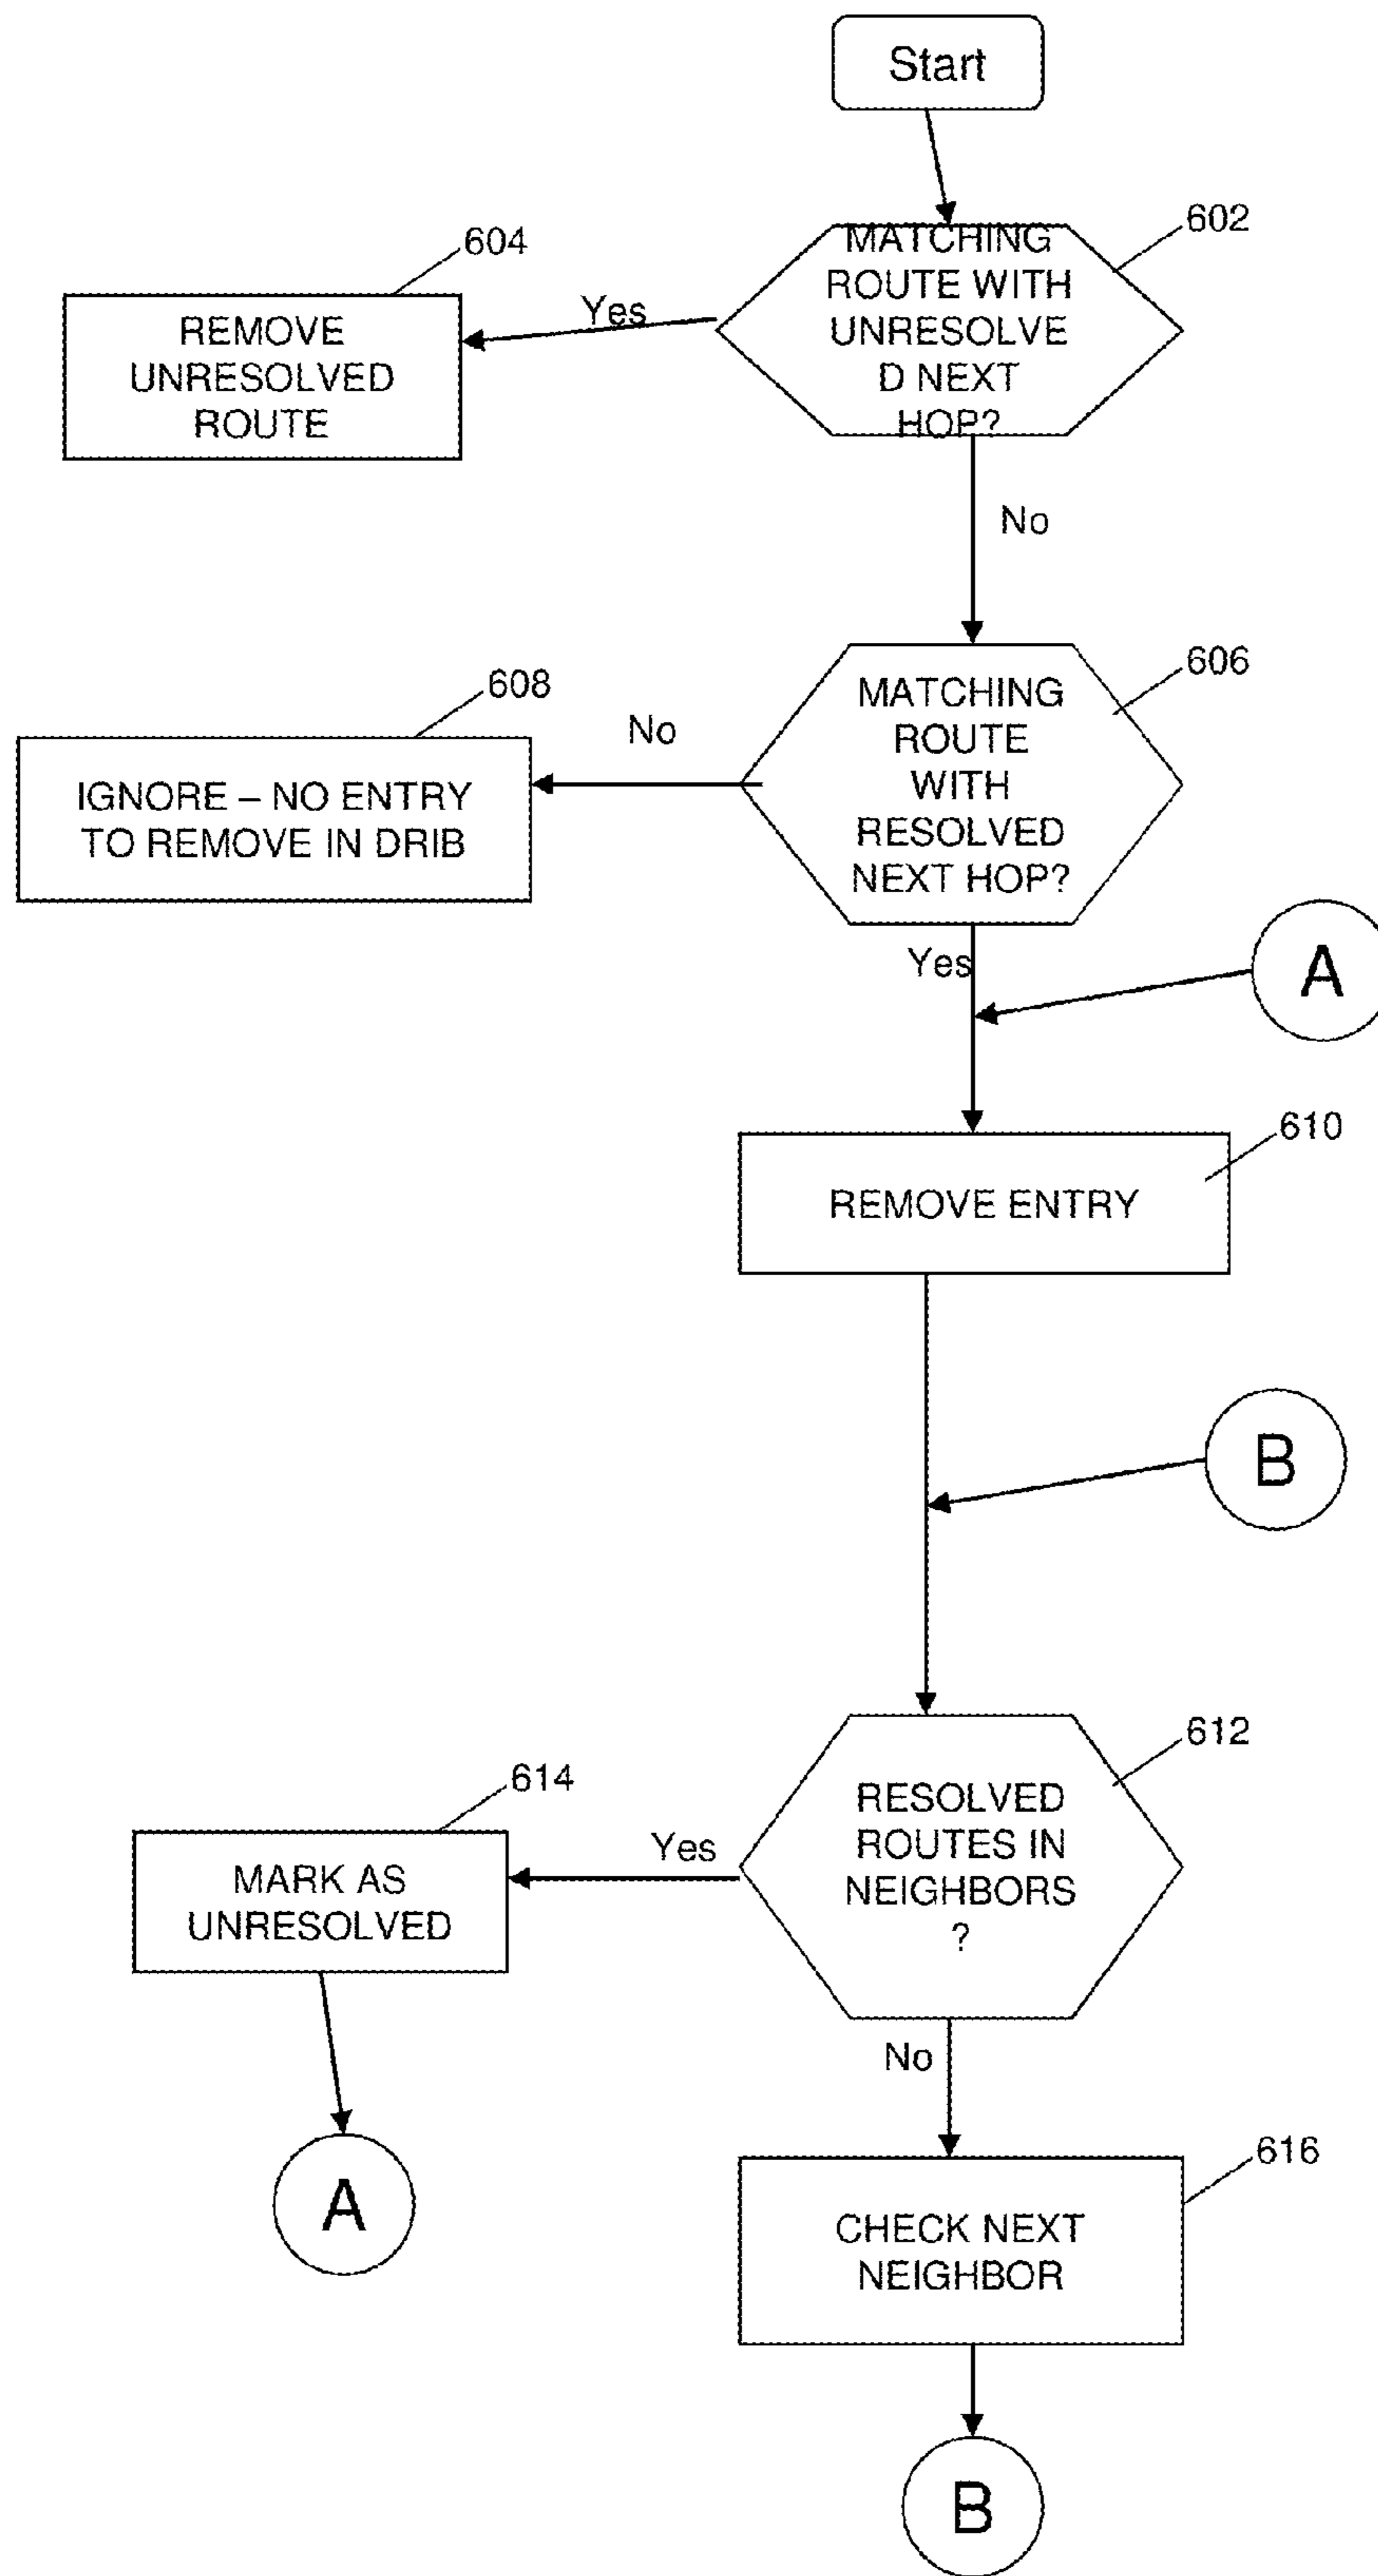 Start
602
MATCHING
ROUTE WITH
UNRESOLVE
D NEXT
HOP?
604
Yes
REMOVE
UNRESOLVED
ROUTE
No
606
MATCHING
ROUTE
WITH
RESOLVED
NEXT HOP?
608
No
IGNORE – NO ENTRY
TO REMOVE IN DRIB
Yes
A
610
REMOVE ENTRY
B
612
RESOLVED
ROUTES IN
NEIGHBORS
?
614
Yes
MARK AS
UNRESOLVED
No
A
616
CHECK NEXT
NEIGHBOR
B